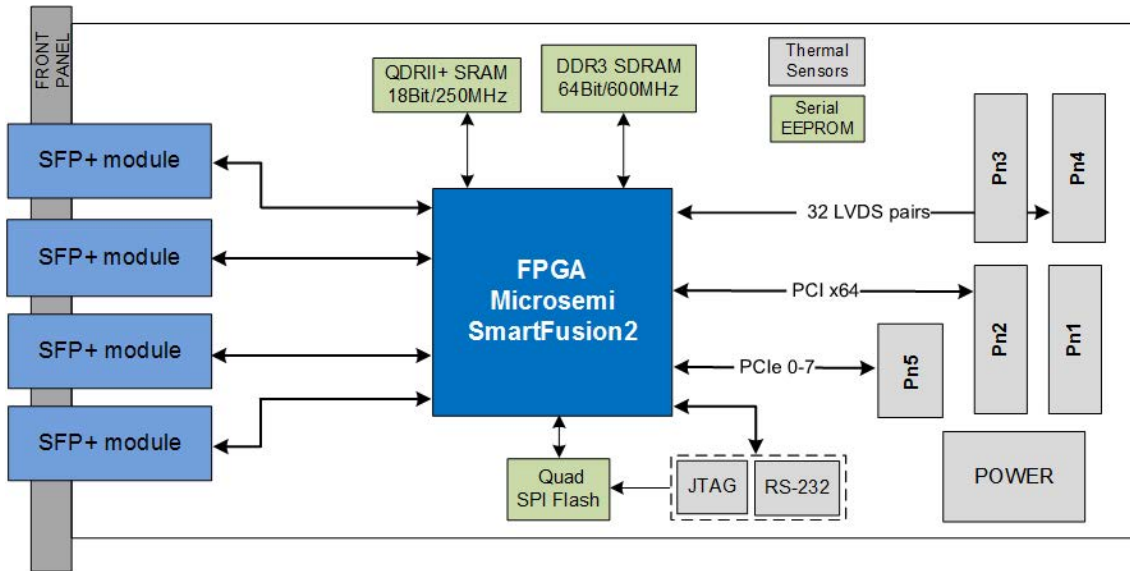 FRONT
PANEL
QDRII+ SRAM
18Bit/250MHz
DDR3 SDRAM
64Bit/600MHz
Thermal
Sensors
Serial
EEPROM
SFP+ module
SFP+ module
SFP+ module
SFP+ module
FPGA
Microsemi
SmartFusion2
32 LVDS pairs
Pn3
Pn4
PCI x64
Pn2
Pn1
PCIe 0-7
Pn5
Quad
SPI Flash
JTAG
RS-232
POWER